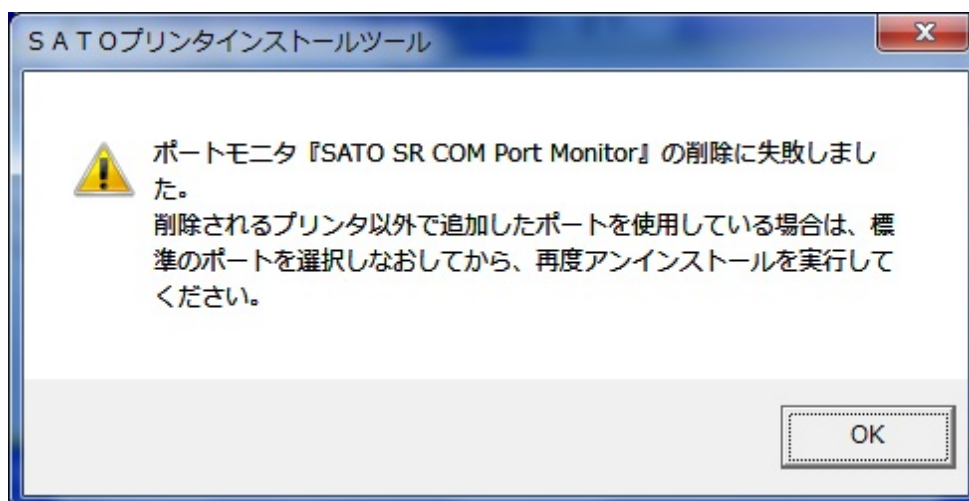 ＳＡＴＯプリンタインストールツール
ポートモニタ『SATO SR COM Port Monitor』の削除に失敗しまし
た。
削除されるプリンタ以外で追加したポートを使用している場合は、標
準のポートを選択しなおしてから、再度アンインストールを実行して
ください。
OK